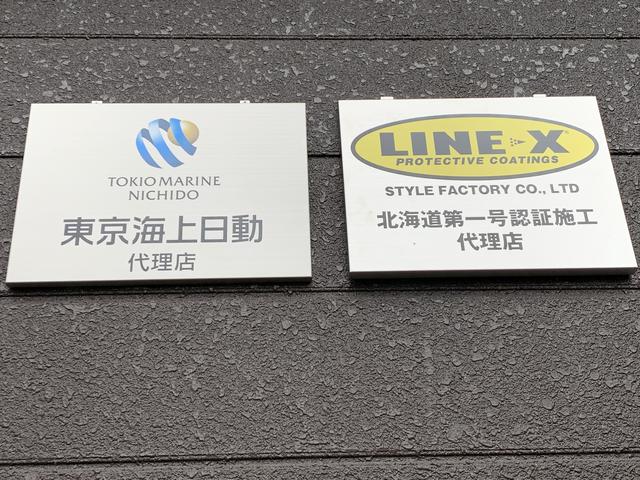 TOKIO MARINE
NICHIDO
東京海上日動
代理店
LINE-X®
PROTECTIVE COATINGS
STYLE FACTORY CO., LTD
北海道第一号認証施工
代理店